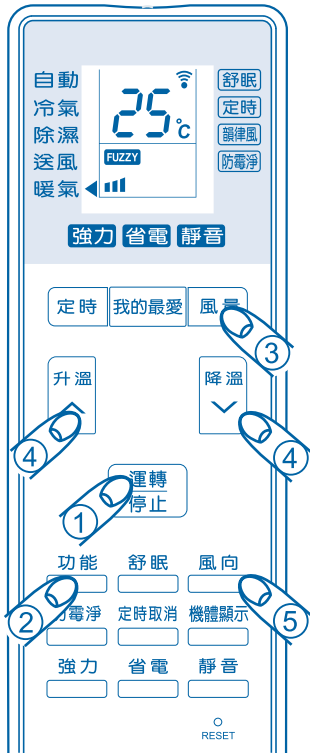 自動
冷氣
除濕
送風
暖氣
25℃
FUZZY
舒眠
定時
韻律風
防霉淨
強力 省電 靜音
定時 我的最愛 風量
③
升溫 降溫
④ ④
運轉
停止
①
功能 舒眠 風向
② ⑤
防霉淨 定時取消 機體顯示
強力 省電 靜音
RESET